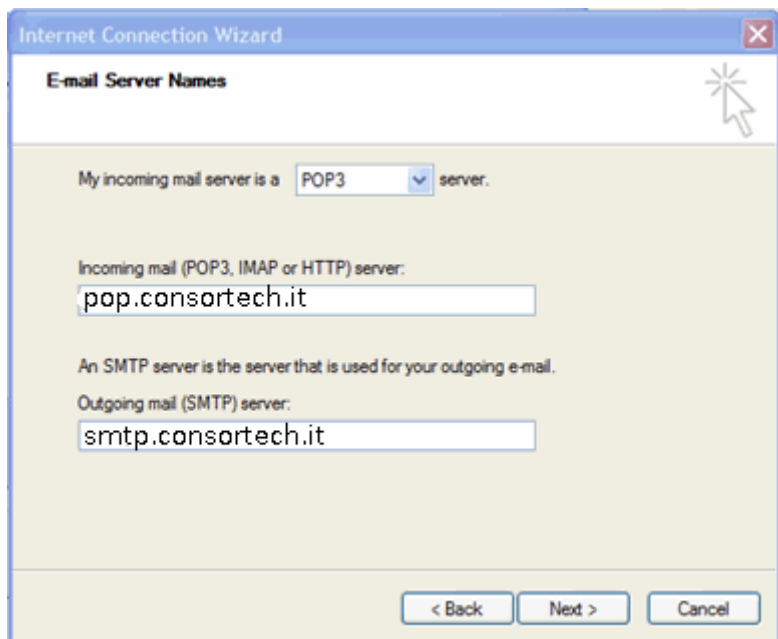 Internet Connection Wizard
E-mail Server Names
My incoming mail server is a POP3 server.
Incoming mail (POP3, IMAP or HTTP) server:
pop.consortech.it
An SMTP server is the server that is used for your outgoing e-mail.
Outgoing mail (SMTP) server:
smtp.consortech.it
< Back Next > Cancel